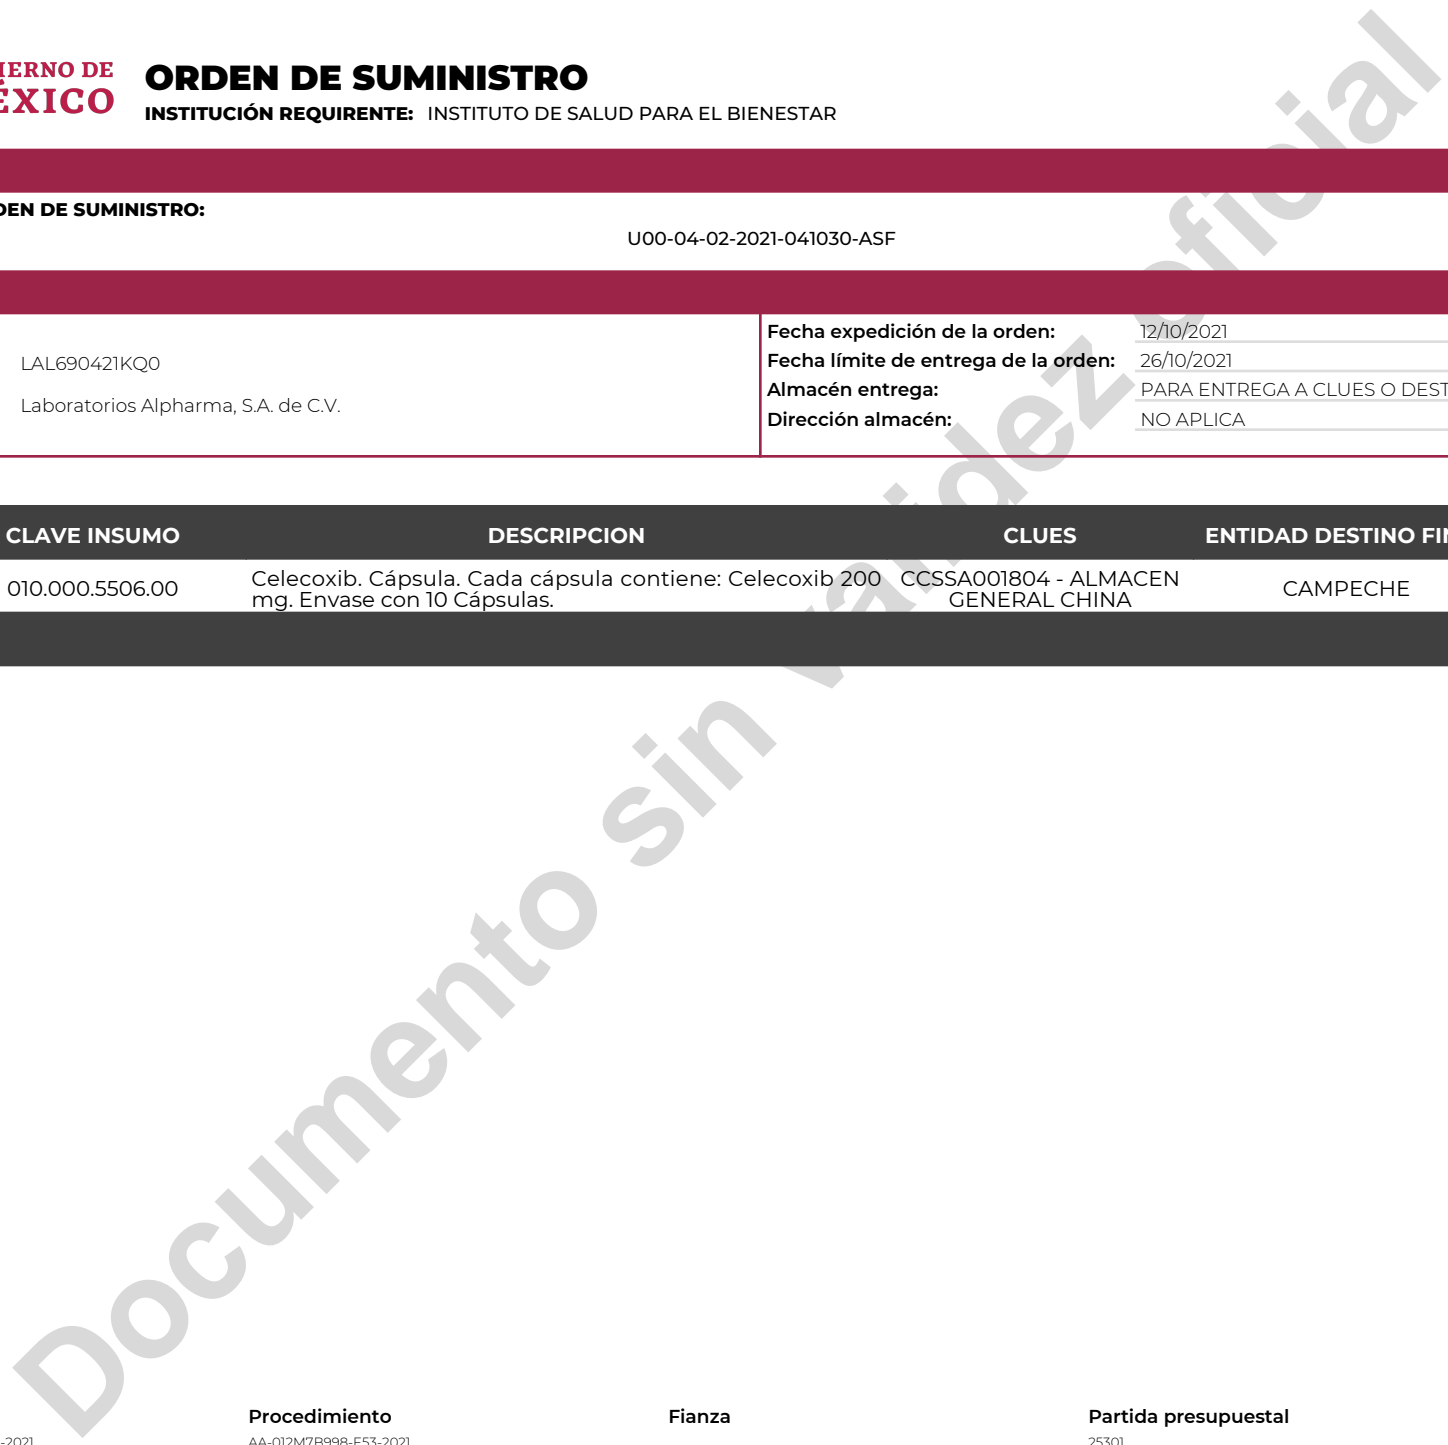 IERNO DE
ÉXICO
ORDEN DE SUMINISTRO
INSTITUCIÓN REQUIRENTE: INSTITUTO DE SALUD PARA EL BIENESTAR
DEN DE SUMINISTRO:
U00-04-02-2021-041030-ASF
LAL690421KQ0
Laboratorios Alpharma, S.A. de C.V.
Fecha expedición de la orden: 12/10/2021
Fecha límite de entrega de la orden: 26/10/2021
Almacén entrega: PARA ENTREGA A CLUES O DEST
Dirección almacén: NO APLICA
CLAVE INSUMO DESCRIPCION CLUES ENTIDAD DESTINO FIN
010.000.5506.00
Celecoxib. Cápsula. Cada cápsula contiene: Celecoxib 200
mg. Envase con 10 Cápsulas.
CCSSA001804 - ALMACEN
GENERAL CHINA
CAMPECHE
Documento sin validez oficial
Procedimiento Fianza Partida presupuestal
-2021 AA-012M7B998-E53-2021 25301